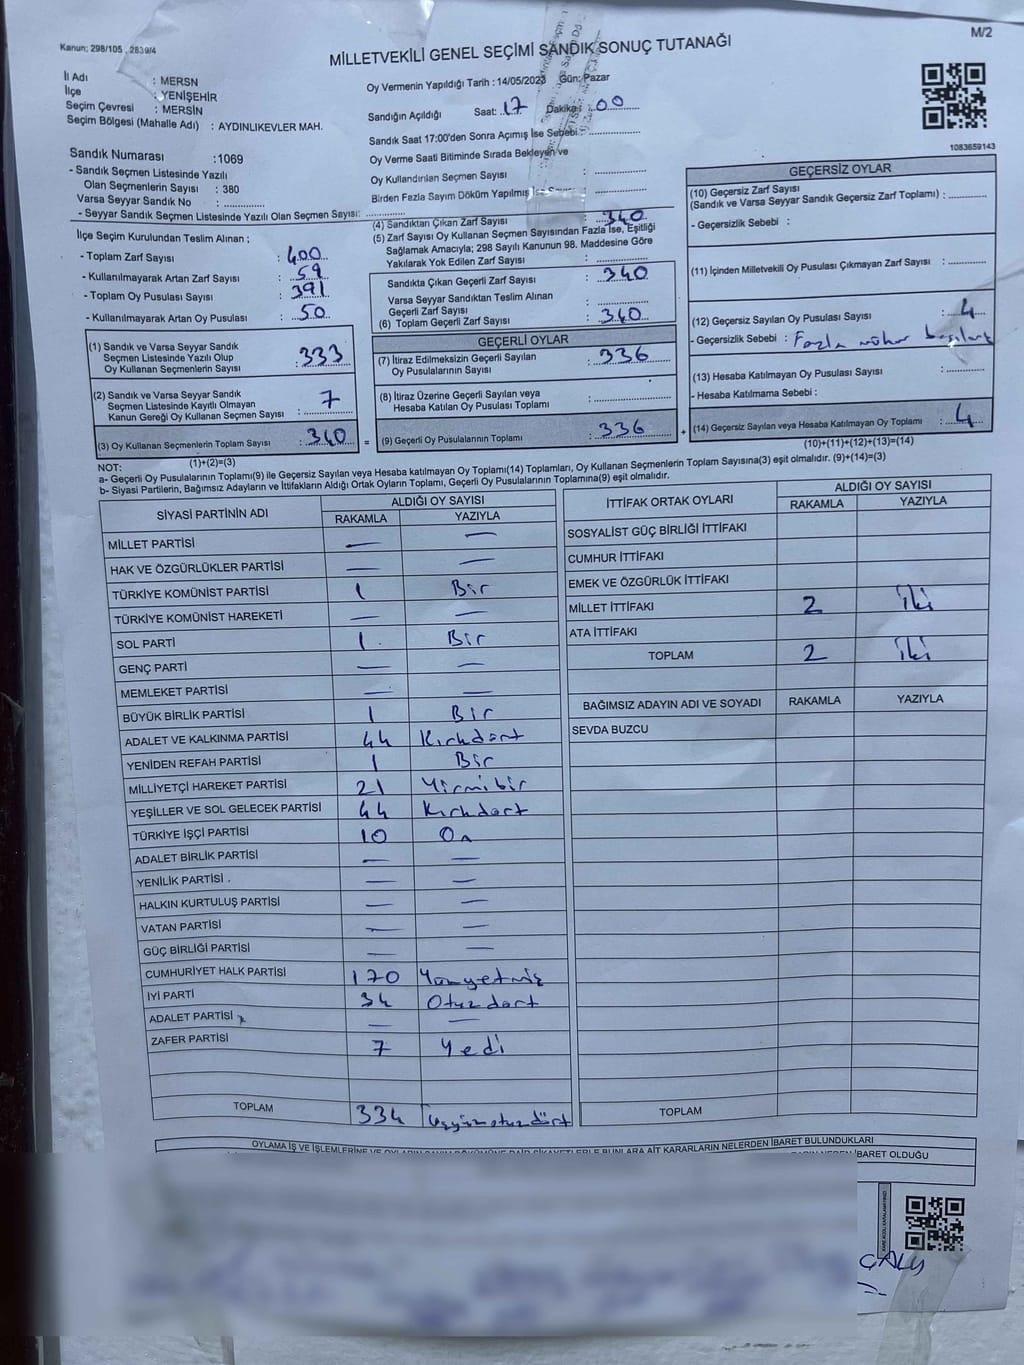 Kanun; 298/105 , 2839/4
M/2
MİLLETVEKİLİ GENEL SEÇİMİ SANDIK SONUÇ TUTANAĞI
İl Adı : MERSN
İlçe : YENİŞEHİR
Seçim Çevresi : MERSİN
Seçim Bölgesi (Mahalle Adı) : AYDINLIKEVLER MAH.
Oy Vermenin Yapıldığı Tarih : 14/05/2023 Gün: Pazar
Sandığın Açıldığı Saat: 17 Dakika: 00
Sandık Saat 17:00'den Sonra Açımış İse Sebebi :
Oy Verme Saati Bitiminde Sırada Bekleyen ve
Oy Kullandırılan Seçmen Sayısı :
Birden Fazla Sayım Döküm Yapılmış İse
1083659143
Sandık Numarası :1069
- Sandık Seçmen Listesinde Yazılı
Olan Seçmenlerin Sayısı : 380
Varsa Seyyar Sandık No :
- Seyyar Sandık Seçmen Listesinde Yazılı Olan Seçmen Sayısı:
İlçe Seçim Kurulundan Teslim Alınan ;
- Toplam Zarf Sayısı : 400
- Kullanılmayarak Artan Zarf Sayısı : 59
- Toplam Oy Pusulası Sayısı : 391
- Kullanılmayarak Artan Oy Pusulası : 50
(1) Sandık ve Varsa Seyyar Sandık
Seçmen Listesinde Yazılı Olup
Oy Kullanan Seçmenlerin Sayısı : 333
(2) Sandık ve Varsa Seyyar Sandık
Seçmen Listesinde Kayıtlı Olmayan
Kanun Gereği Oy Kullanan Seçmen Sayısı : 7
(3) Oy Kullanan Seçmenlerin Toplam Sayısı : 340
(1)+(2)=(3)
(4) Sandıktan Çıkan Zarf Sayısı : 340
(5) Zarf Sayısı Oy Kullanan Seçmen Sayısından Fazla İse, Eşitliği
Sağlamak Amacıyla; 298 Sayılı Kanunun 98. Maddesine Göre
Yakılarak Yok Edilen Zarf Sayısı :
Sandıkta Çıkan Geçerli Zarf Sayısı : 340
Varsa Seyyar Sandıktan Teslim Alınan
Geçerli Zarf Sayısı :
(6) Toplam Geçerli Zarf Sayısı : 340
GEÇERLİ OYLAR
(7) İtiraz Edilmeksizin Geçerli Sayılan
Oy Pusulalarının Sayısı : 336
(8) İtiraz Üzerine Geçerli Sayılan veya
Hesaba Katılan Oy Pusulası Toplamı :
= (9) Geçerli Oy Pusulalarının Toplamı : 336 +
GEÇERSİZ OYLAR
(10) Geçersiz Zarf Sayısı
(Sandık ve Varsa Seyyar Sandık Geçersiz Zarf Toplamı) :
- Geçersizlik Sebebi :
(11) İçinden Milletvekili Oy Pusulası Çıkmayan Zarf Sayısı :
(12) Geçersiz Sayılan Oy Pusulası Sayısı : 4
- Geçersizlik Sebebi : Fazla mühür basılmış
(13) Hesaba Katılmayan Oy Pusulası Sayısı :
- Hesaba Katılmama Sebebi :
(14) Geçersiz Sayılan veya Hesaba Katılmayan Oy Toplamı : 4
(10)+(11)+(12)+(13)=(14)
NOT:
a- Geçerli Oy Pusulalarının Toplamı(9) ile Geçersiz Sayılan veya Hesaba katılmayan Oy Toplamı(14) Toplamları, Oy Kullanan Seçmenlerin Toplam Sayısına(3) eşit olmalıdır. (9)+(14)=(3)
b- Siyasi Partilerin, Bağımsız Adayların ve İttifakların Aldığı Ortak Oyların Toplamı, Geçerli Oy Pusulalarının Toplamına(9) eşit olmalıdır.
SİYASİ PARTİNİN ADI ALDIĞI OY SAYISI
RAKAMLA YAZIYLA
MİLLET PARTİSİ — —
HAK VE ÖZGÜRLÜKLER PARTİSİ — —
TÜRKİYE KOMÜNİST PARTİSİ 1 Bir
TÜRKİYE KOMÜNİST HAREKETİ — —
SOL PARTİ 1 Bir
GENÇ PARTİ — —
MEMLEKET PARTİSİ — —
BÜYÜK BİRLİK PARTİSİ 1 Bir
ADALET VE KALKINMA PARTİSİ 44 Kırkdört
YENİDEN REFAH PARTİSİ 1 Bir
MİLLİYETÇİ HAREKET PARTİSİ 21 Yirmibir
YEŞİLLER VE SOL GELECEK PARTİSİ 44 Kırkdört
TÜRKİYE İŞÇİ PARTİSİ 10 On
ADALET BİRLİK PARTİSİ — —
YENİLİK PARTİSİ — —
HALKIN KURTULUŞ PARTİSİ — —
VATAN PARTİSİ — —
GÜÇ BİRLİĞİ PARTİSİ — —
CUMHURİYET HALK PARTİSİ 170 Yüzyetmiş
İYİ PARTİ 34 Otuzdört
ADALET PARTİSİ — —
ZAFER PARTİSİ 7 Yedi
TOPLAM 334 Üçyüzotuzdört
İTTİFAK ORTAK OYLARI ALDIĞI OY SAYISI
RAKAMLA YAZIYLA
SOSYALİST GÜÇ BİRLİĞİ İTTİFAKI
CUMHUR İTTİFAKI
EMEK VE ÖZGÜRLÜK İTTİFAKI
MİLLET İTTİFAKI 2 İki
ATA İTTİFAKI
TOPLAM 2 İki
BAĞIMSIZ ADAYIN ADI VE SOYADI RAKAMLA YAZIYLA
SEVDA BUZCU
TOPLAM
OYLAMA İŞ VE İŞLEMLERİNE VE OYLARIN SAYIM DÖKÜMÜNE DAİR ŞİKAYETLERLE BUNLARA AİT KARARLARIN NELERDEN İBARET BULUNDUKLARI
İBARET OLDUĞU